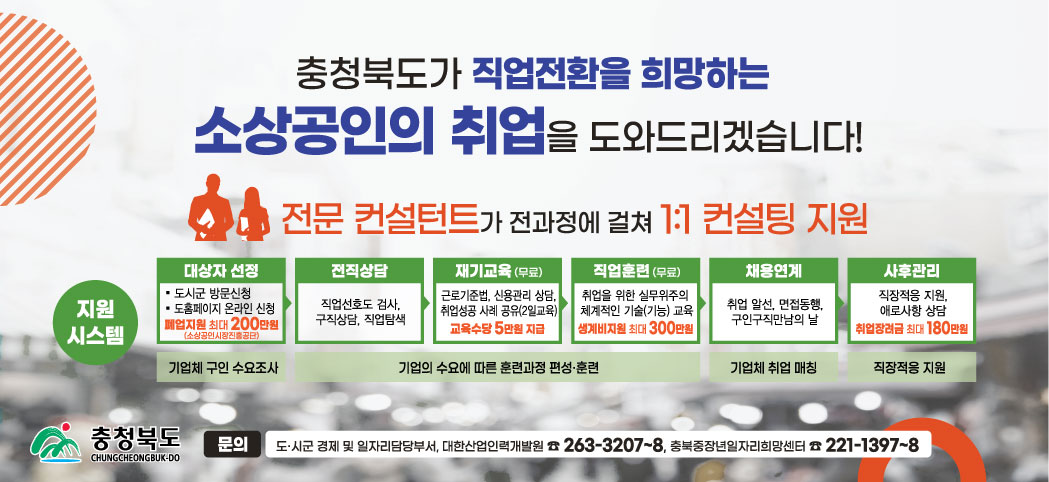 충청북도가 직업전환을 희망하는
소상공인의 취업을 도와드리겠습니다!
전문 컨설턴트가 전과정에 걸쳐 1:1 컨설팅 지원
지원
시스템
대상자 선정
▪ 도시군 방문신청
▪ 도홈페이지 온라인 신청
폐업지원 최대 200만원
(소상공인시장진흥공단)
전직상담
직업선호도 검사,
구직상담, 직업탐색
재기교육 (무료)
근로기준법, 신용관리 상담,
취업성공 사례 공유(2일교육)
교육수당 5만원 지급
직업훈련 (무료)
취업을 위한 실무위주의
체계적인 기술(기능) 교육
생계비지원 최대 300만원
채용연계
취업 알선, 면접동행,
구인구직만남의 날
사후관리
직장적응 지원,
애로사항 상담
취업장려금 최대 180만원
기업체 구인 수요조사
기업의 수요에 따른 훈련과정 편성·훈련
기업체 취업 매칭
직장적응 지원
충청북도
CHUNGCHEONGBUK-DO
문의
도·시군 경제 및 일자리담당부서, 대한산업인력개발원 ☎ 263-3207~8, 충북중장년일자리희망센터 ☎ 221-1397~8